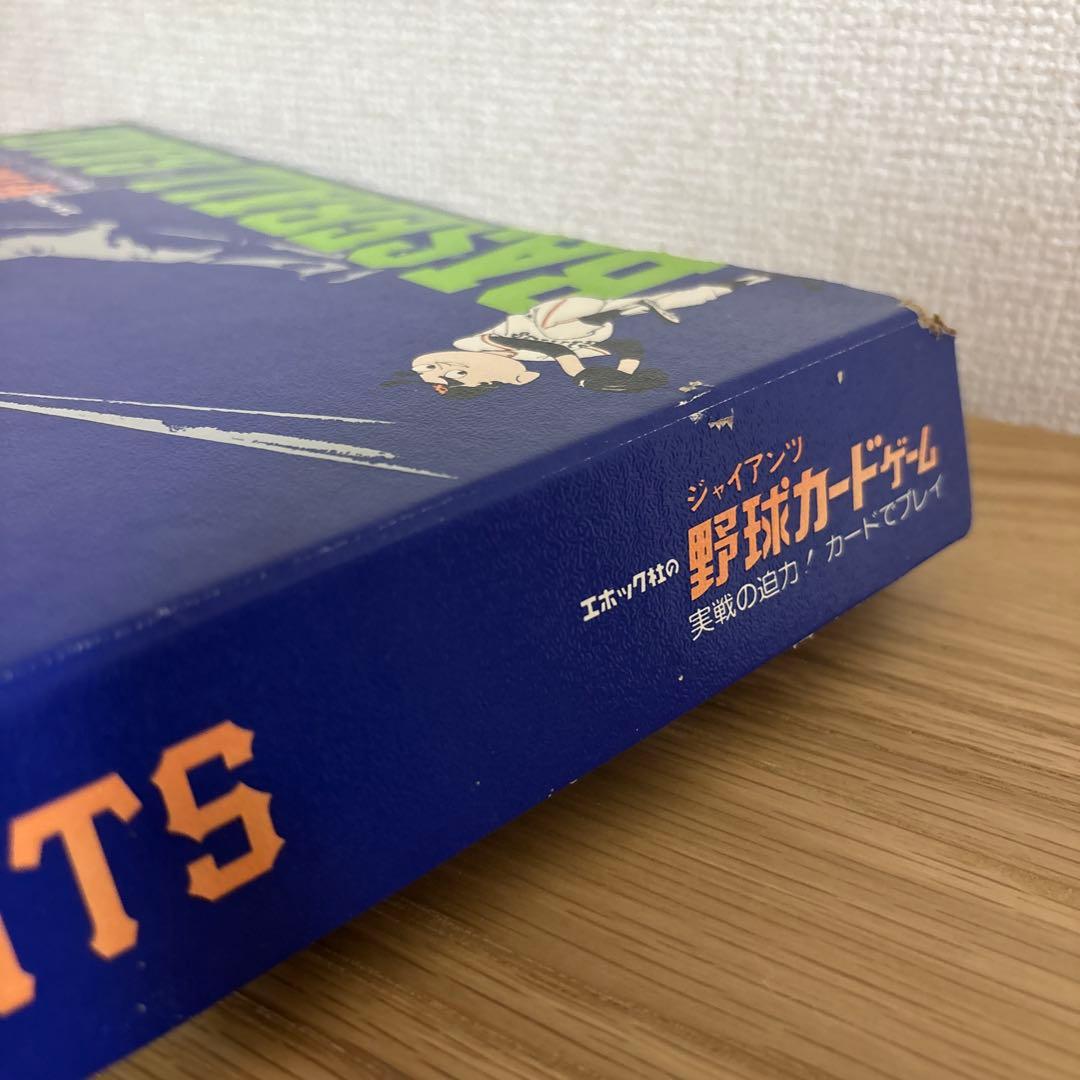 BASEBALL
ジャイアンツ
エポック社の
野球カードゲーム
実戦の迫力! カードでプレイ
NTS